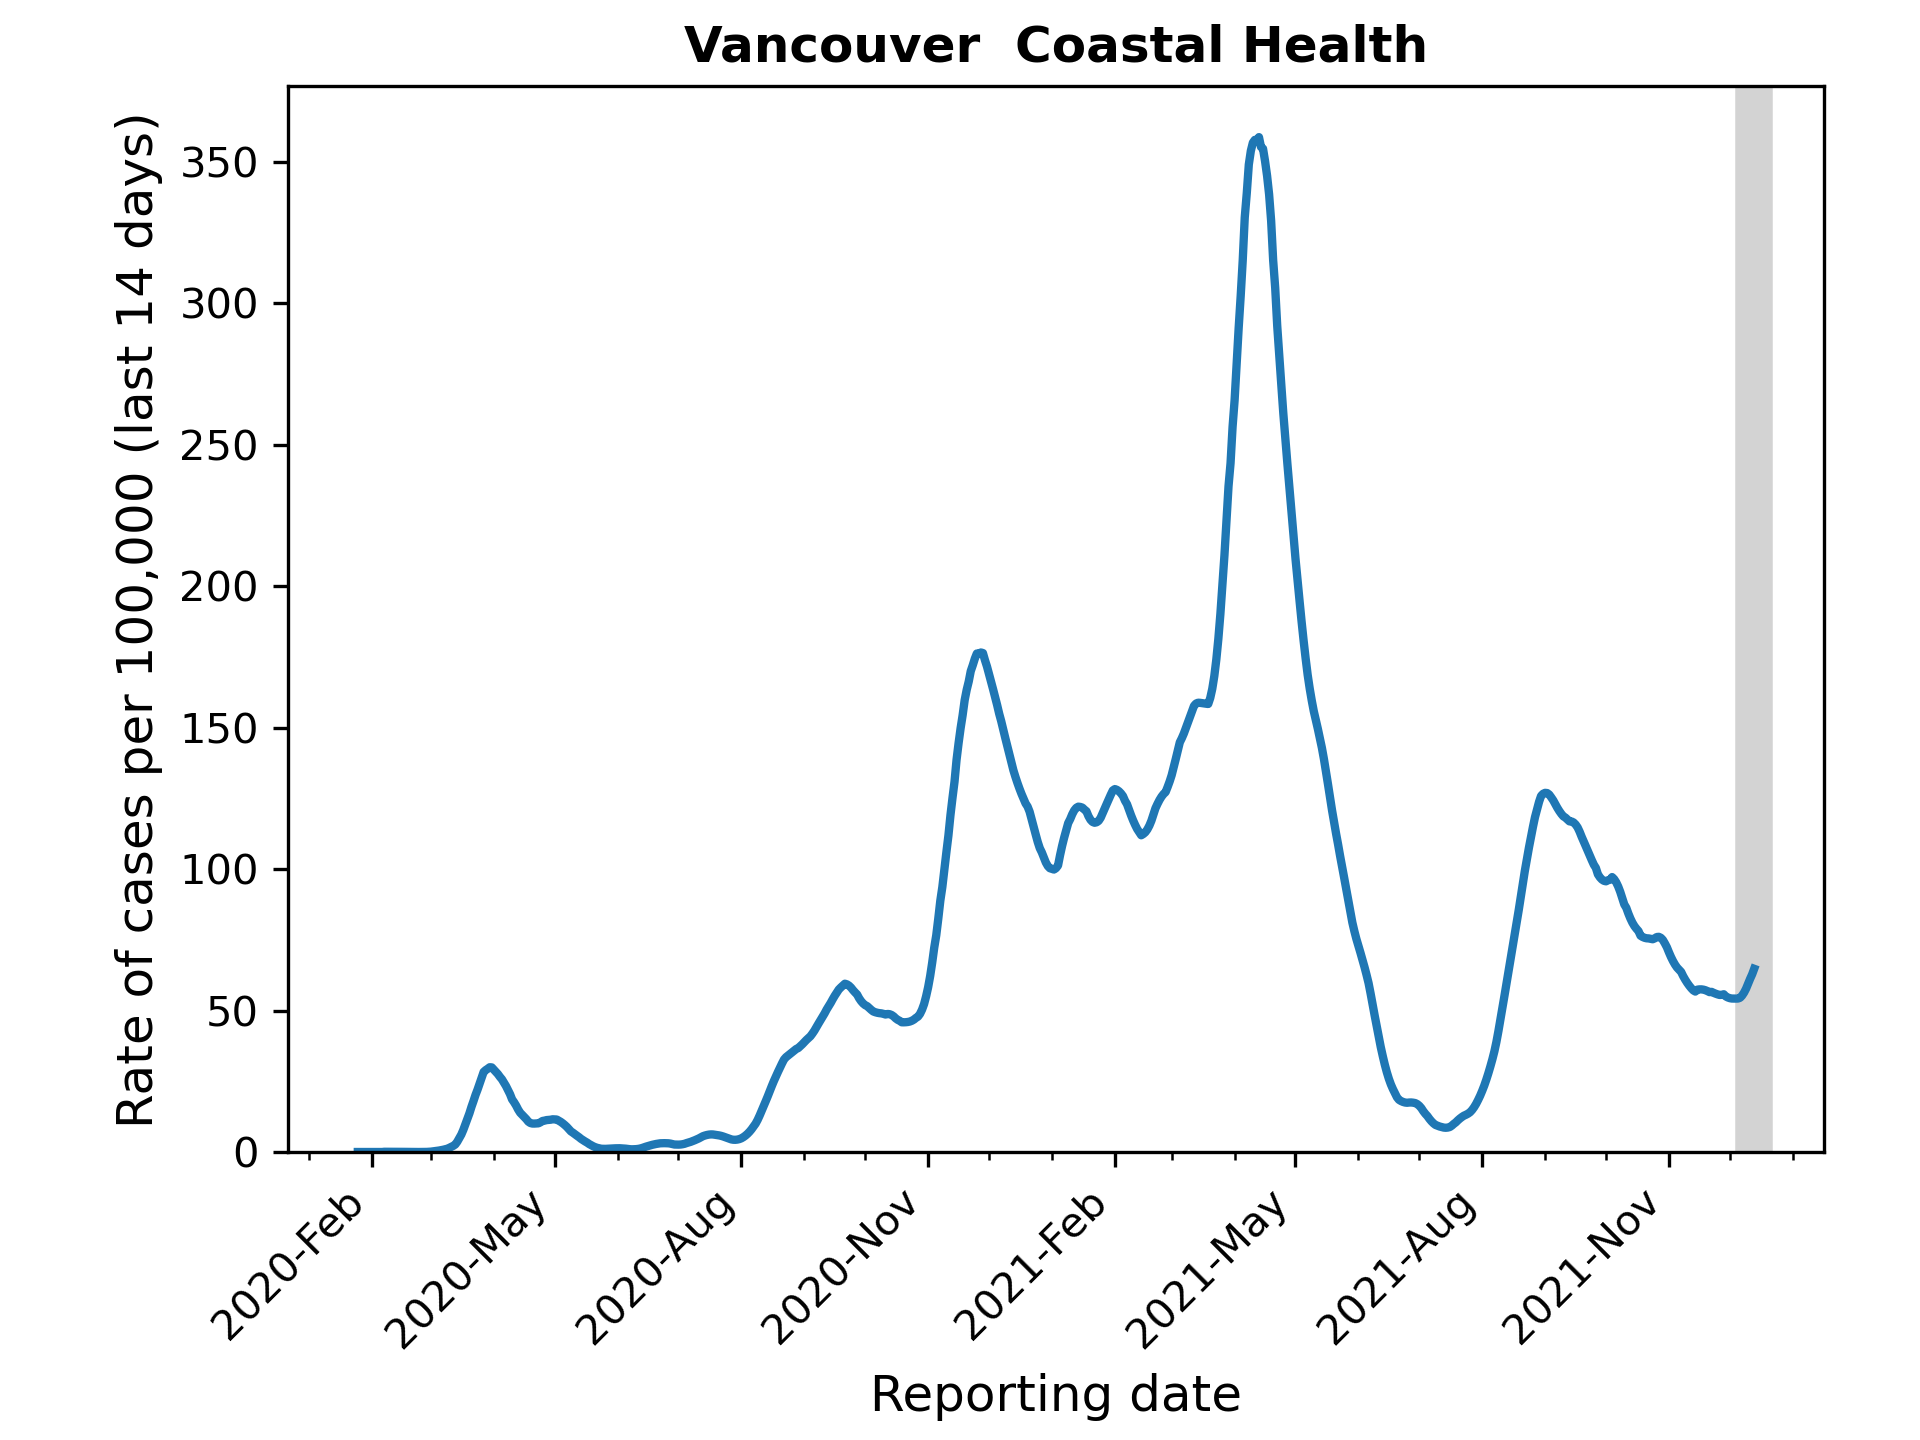 Vancouver  Coastal Health
Rate of cases per 100,000 (last 14 days)
350
300
250
200
150
100
50
0
2020-Feb
2020-May
2020-Aug
2020-Nov
2021-Feb
2021-May
2021-Aug
2021-Nov
Reporting date